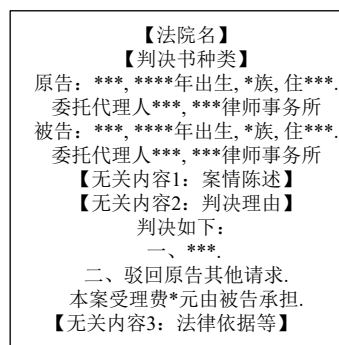 【法院名】
【判决书种类】
原告：***, ****年出生, *族, 住***.
委托代理人***, ***律师事务所
被告：***, ****年出生, *族, 住***.
委托代理人***, ***律师事务所
【无关内容1：案情陈述】
【无关内容2：判决理由】
判决如下：
一、***.
二、驳回原告其他请求.
本案受理费*元由被告承担.
【无关内容3：法律依据等】